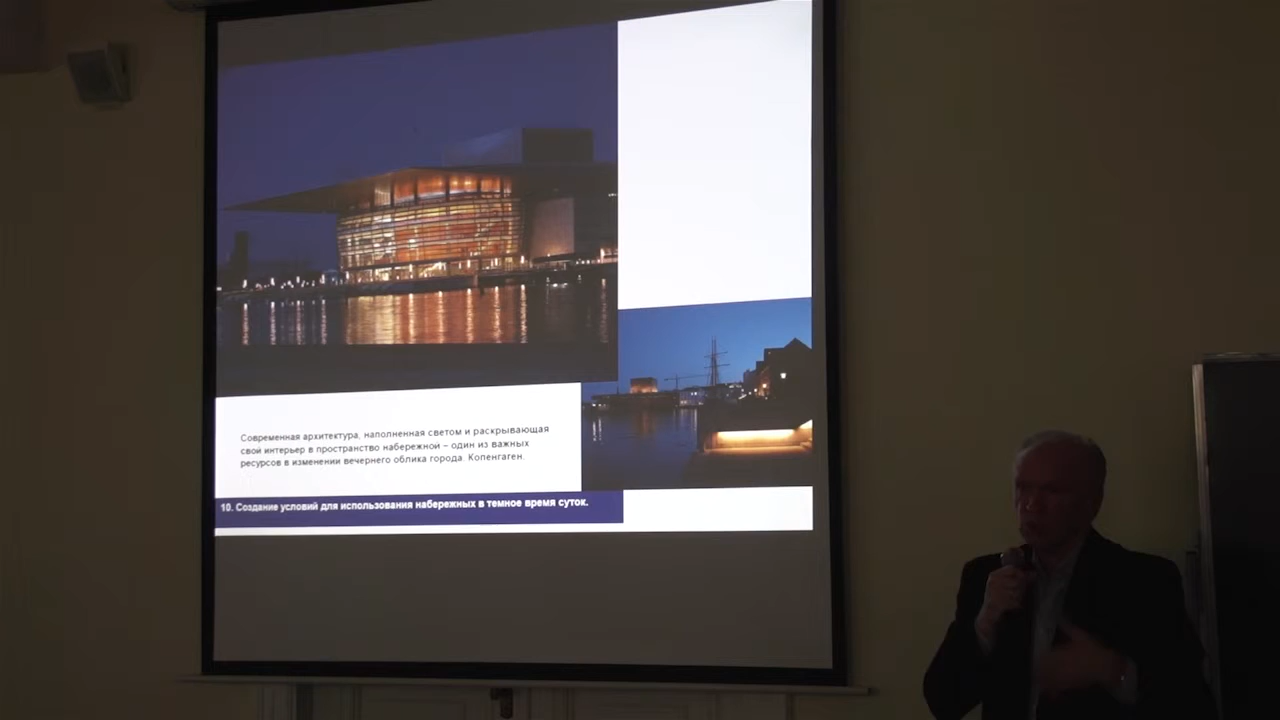 Современная архитектура, наполненная светом и раскрывающая
свой интерьер в пространство набережной – один из важных
ресурсов в изменении вечернего облика города. Копенгаген.
10. Создание условий для использования набережных в темное время суток.